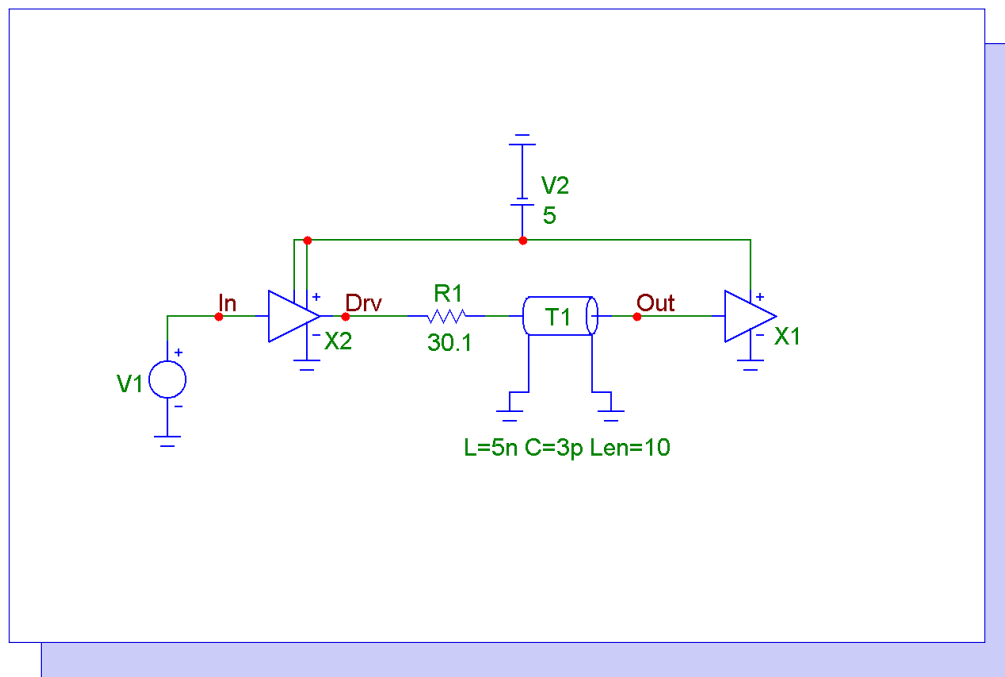 V2
5
In
Drv
R1
T1
Out
+
+
X2
30.1
X1
−
−
V1
+
−
L=5n C=3p Len=10